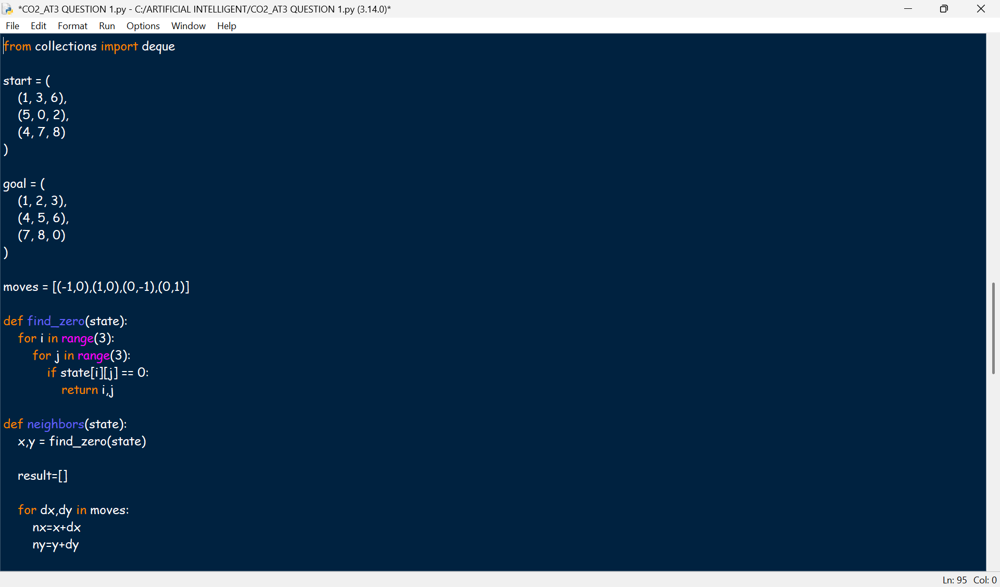 *CO2_AT3 QUESTION 1.py - C:/ARTIFICIAL INTELLIGENT/CO2_AT3 QUESTION 1.py (3.14.0)*
File Edit Format Run Options Window Help
from collections import deque
start = (
(1, 3, 6),
(5, 0, 2),
(4, 7, 8)
)
goal = (
(1, 2, 3),
(4, 5, 6),
(7, 8, 0)
)
moves = [(-1,0),(1,0),(0,-1),(0,1)]
def find_zero(state):
for i in range(3):
for j in range(3):
if state[i][j] == 0:
return i,j
def neighbors(state):
x,y = find_zero(state)
result=[]
for dx,dy in moves:
nx=x+dx
ny=y+dy
Ln: 95 Col: 0